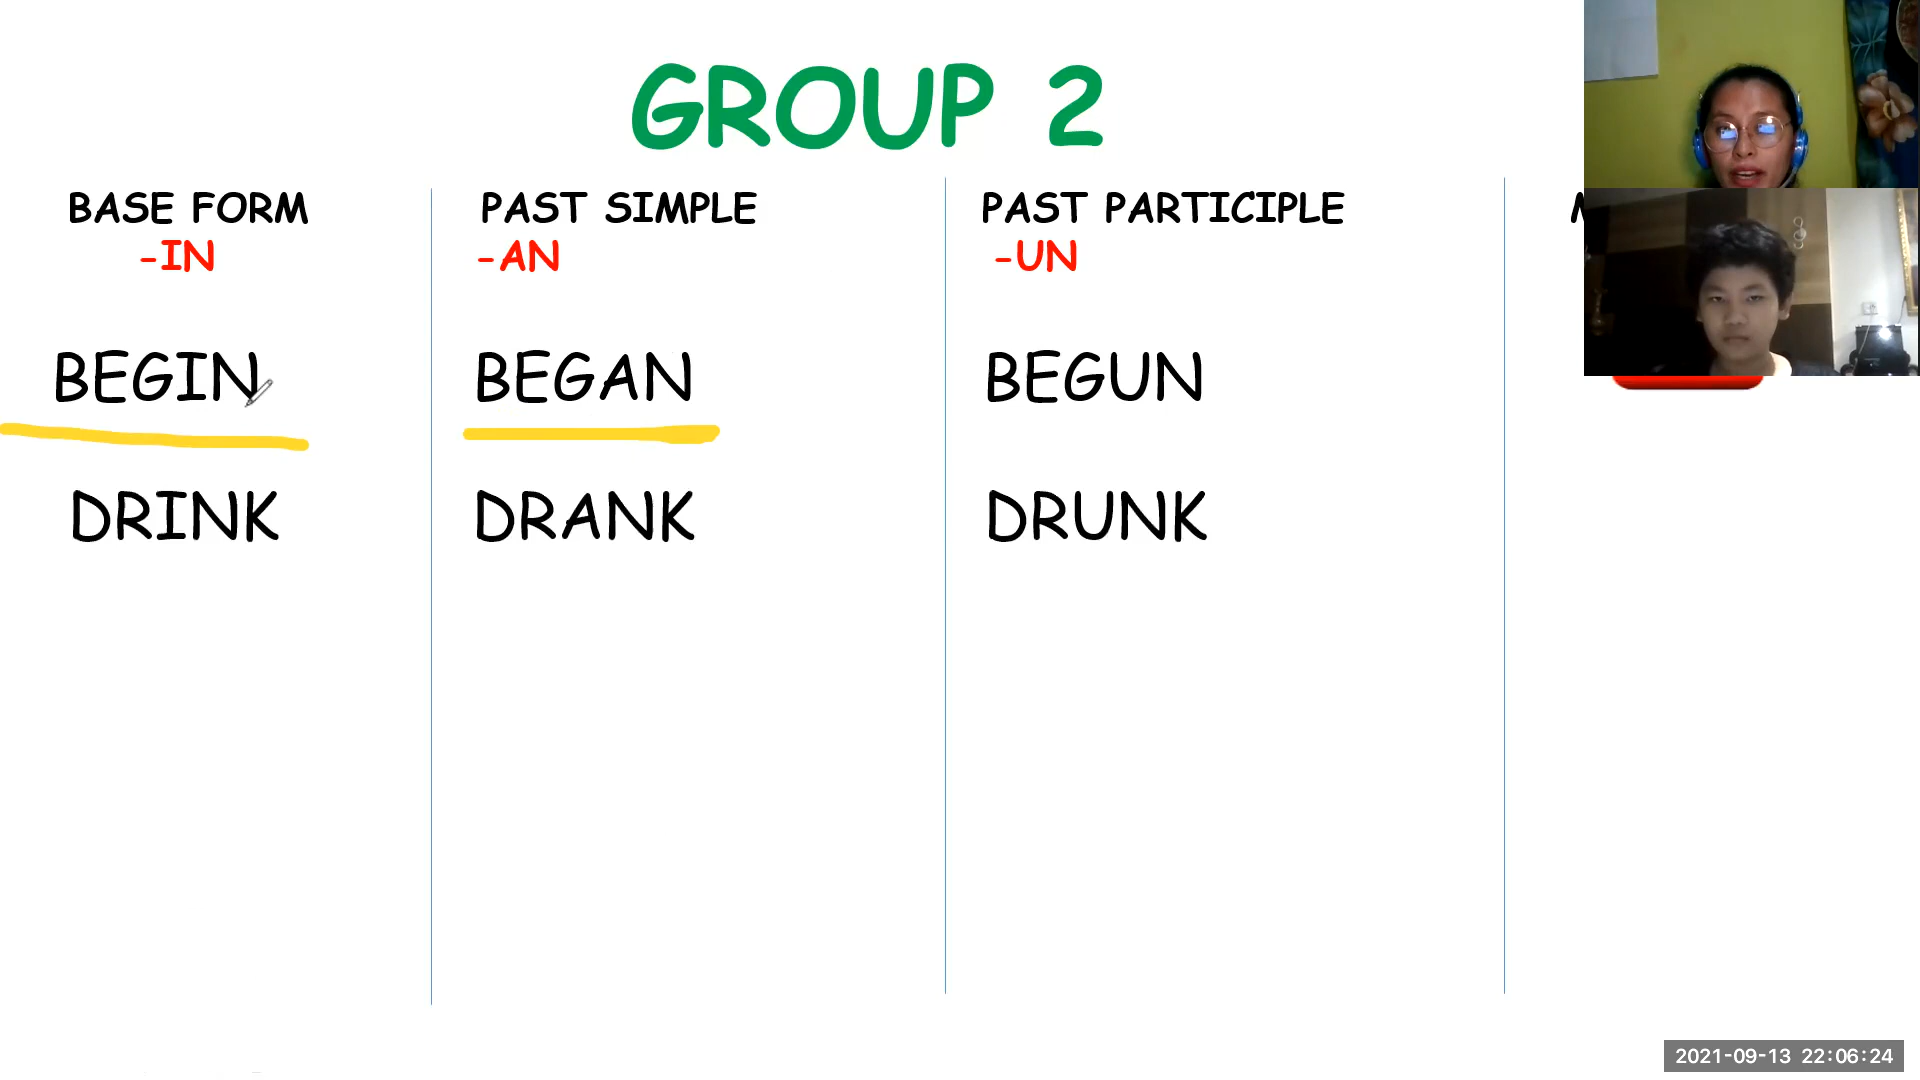 GROUP 2
BASE FORM PAST SIMPLE PAST PARTICIPLE
-IN -AN -UN
BEGIN BEGAN BEGUN
DRINK DRANK DRUNK
2021-09-13 22:06:24